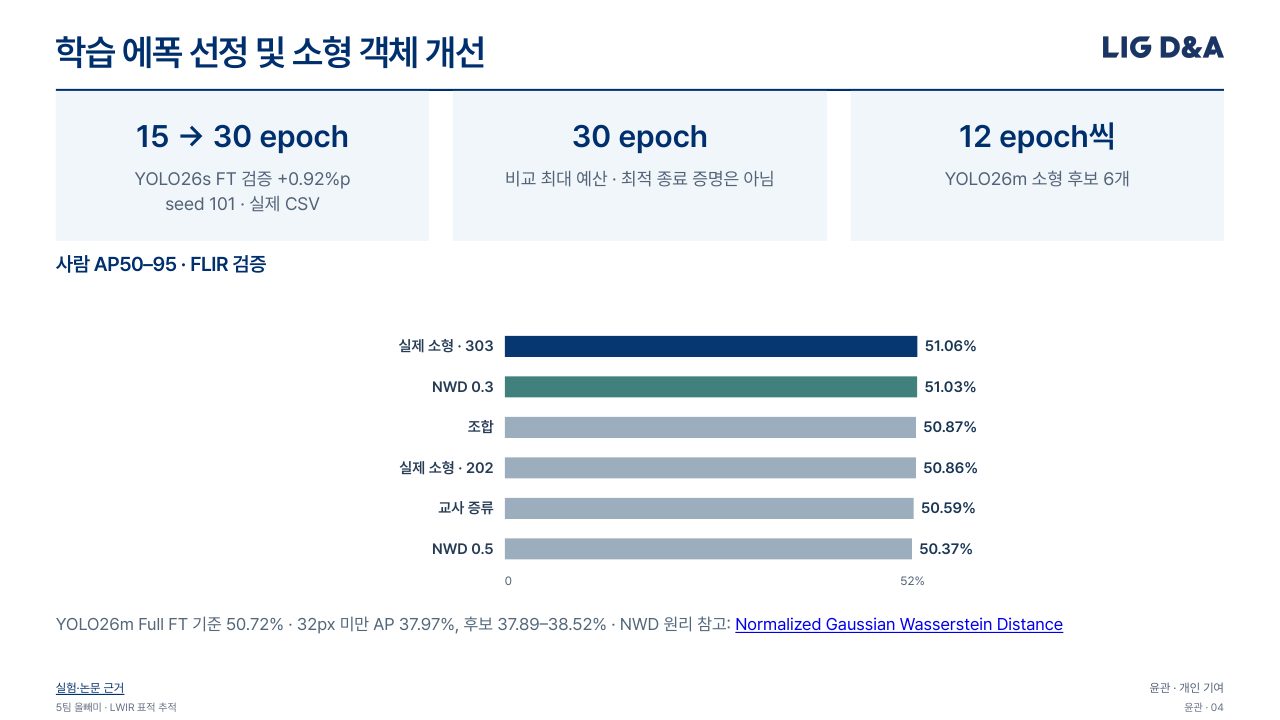 학습 에폭 선정 및 소형 객체 개선
LIG D&A
15 → 30 epoch
YOLO26s FT 검증 +0.92%p
seed 101 · 실제 CSV
30 epoch
비교 최대 예산 · 최적 종료 증명은 아님
12 epoch씩
YOLO26m 소형 후보 6개
사람 AP50–95 · FLIR 검증
실제 소형 · 303 51.06%
NWD 0.3 51.03%
조합 50.87%
실제 소형 · 202 50.86%
교사 증류 50.59%
NWD 0.5 50.37%
0 52%
YOLO26m Full FT 기준 50.72% · 32px 미만 AP 37.97%, 후보 37.89–38.52% · NWD 원리 참고: Normalized Gaussian Wasserstein Distance
실험·논문 근거
5팀 올빼미 · LWIR 표적 추적
윤관 · 개인 기여
윤관 · 04